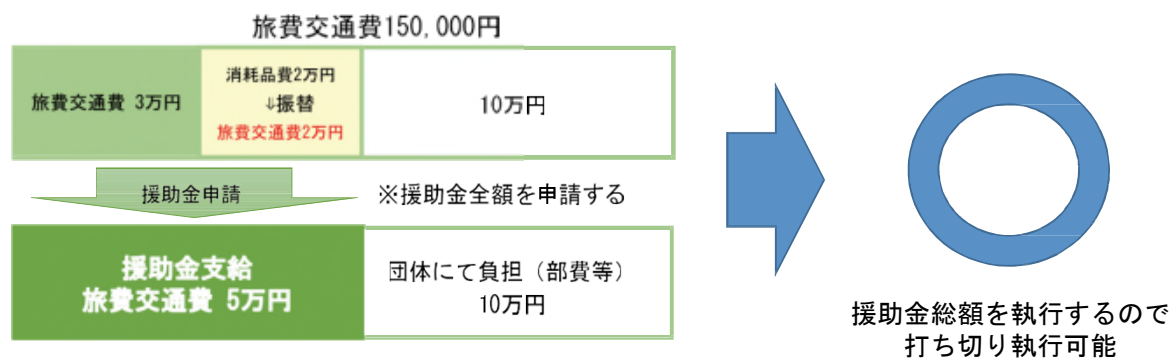 旅費交通費150,000円
旅費交通費 3万円
消耗品費2万円
⇓振替
旅費交通費2万円
10万円
援助金申請
※援助金全額を申請する
援助金支給
旅費交通費 5万円
団体にて負担（部費等）
10万円
援助金総額を執行するので
打ち切り執行可能